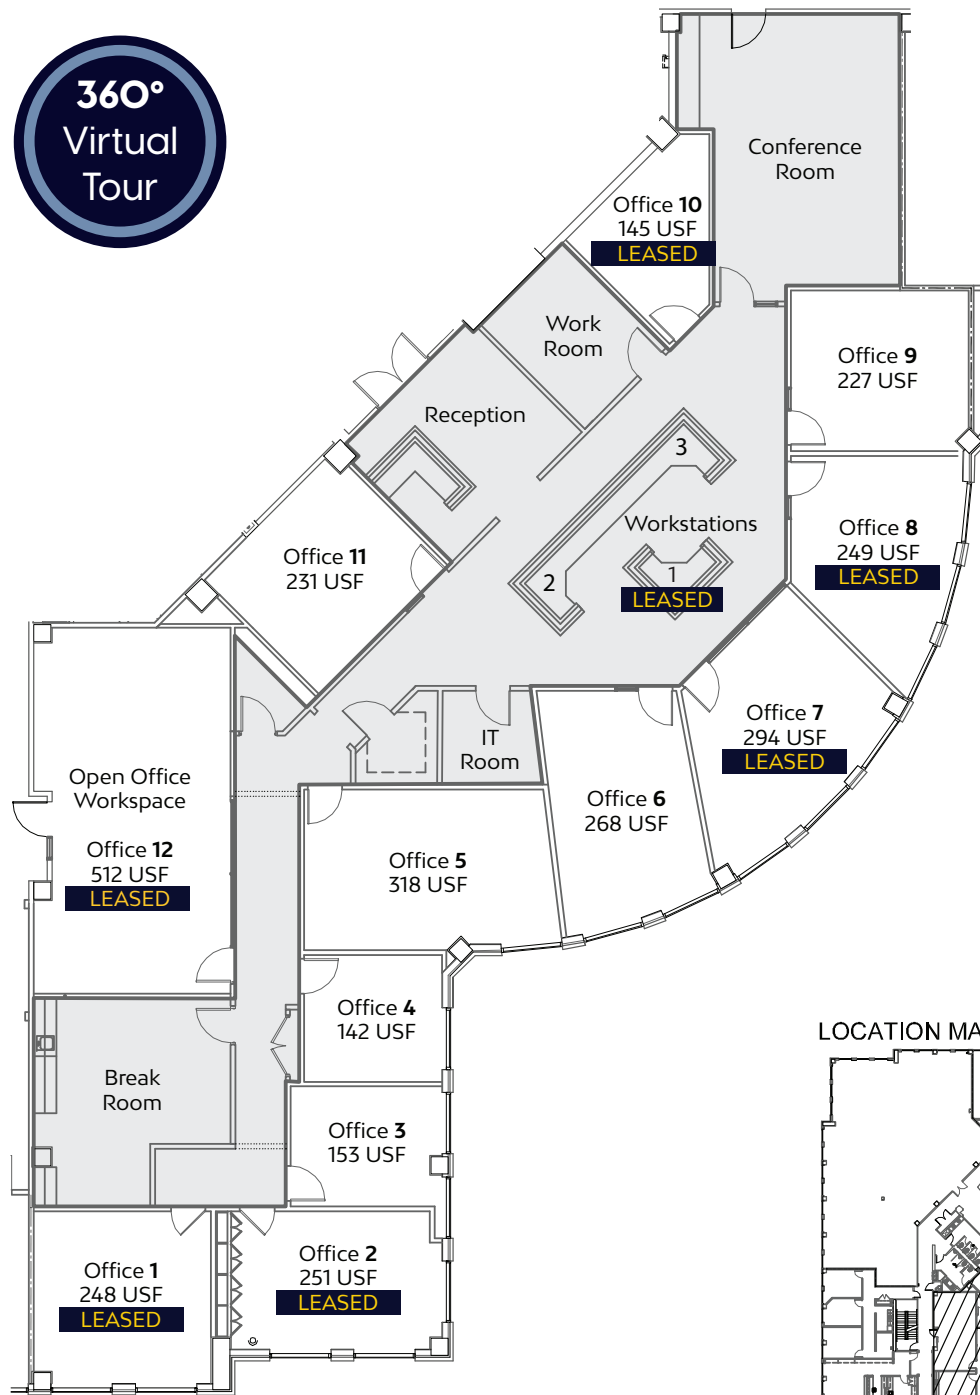 360°
Virtual
Tour
Conference
Room
Office 10
145 USF
LEASED
Work
Room
Office 9
227 USF
Reception
3
Workstations
Office 8
249 USF
LEASED
Office 11
231 USF
2
1
LEASED
Office 7
294 USF
LEASED
IT
Room
Open Office
Workspace
Office 12
512 USF
LEASED
Office 6
268 USF
Office 5
318 USF
Office 4
142 USF
LOCATION MA
Break
Room
Office 3
153 USF
Office 1
248 USF
LEASED
Office 2
251 USF
LEASED